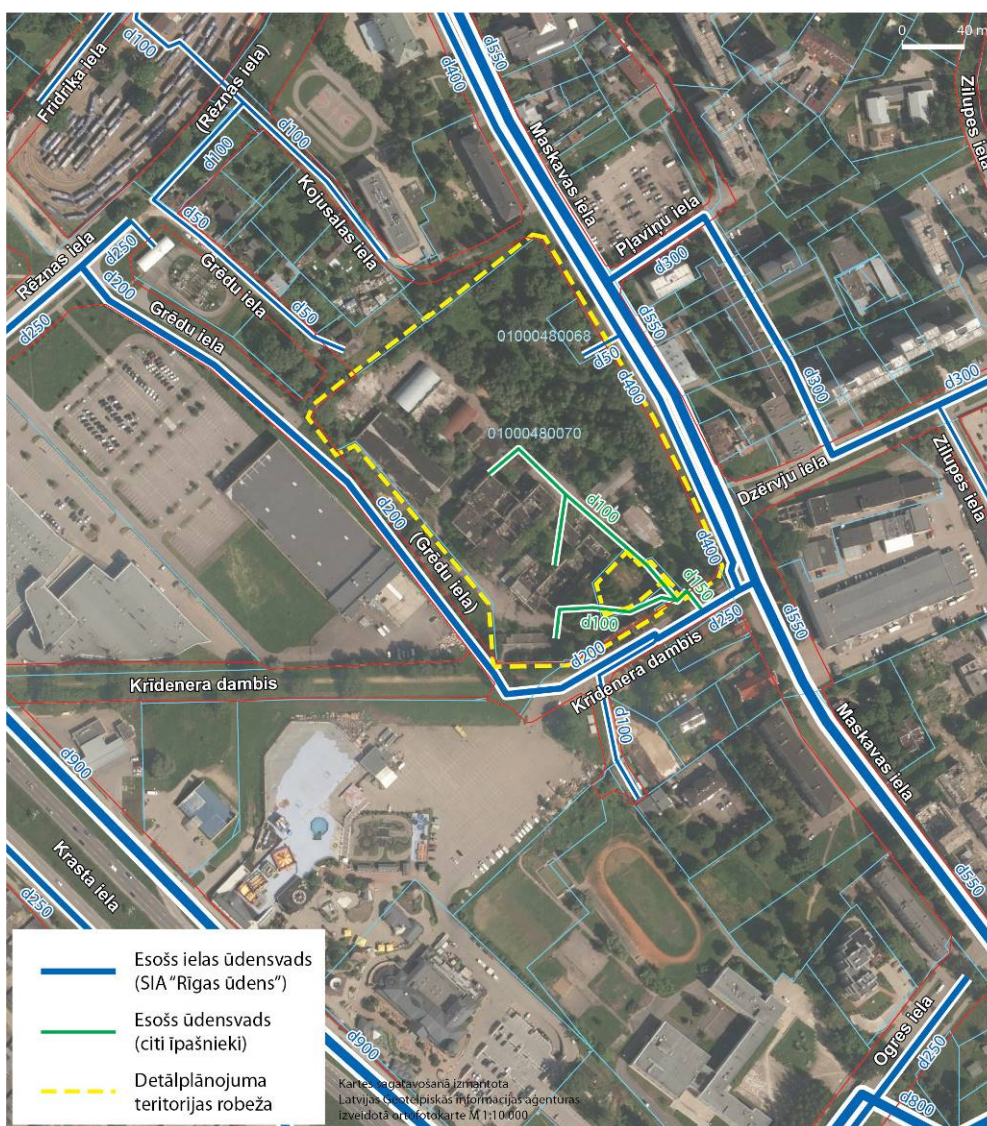 d100
d400
d550
0 40 m
Fridriķa iela
(Rēznas iela)
d100
Zilupes iela
d100
Maskavas iela
Kojusalas iela
Pļaviņu iela
d50
Rēznas iela
d250
d200
Grēdu iela
d300
d250
Grēdu iela
d50
01000480068
d50
d550
d400
d300
d300
01000480070
Zilupes iela
Dzērvju iela
d200
(Grēdu iela)
d100
d400
d150
d100
d250
d200
Krīdenera dambis
Krīdenera dambis
d550
d100
Maskavas iela
d900
Krasta iela
d250
d550
Esošs ielas ūdensvads
(SIA "Rīgas ūdens")
Esošs ūdensvads
(citi īpašnieki)
Detālplānojuma
teritorijas robeža
d900
Kartes sagatavošanā izmantota
Latvijas Ģeotelpiskās informācijas aģentūras
izveidotā ortofotokarte M 1:10 000
Ogres iela
d250
d800